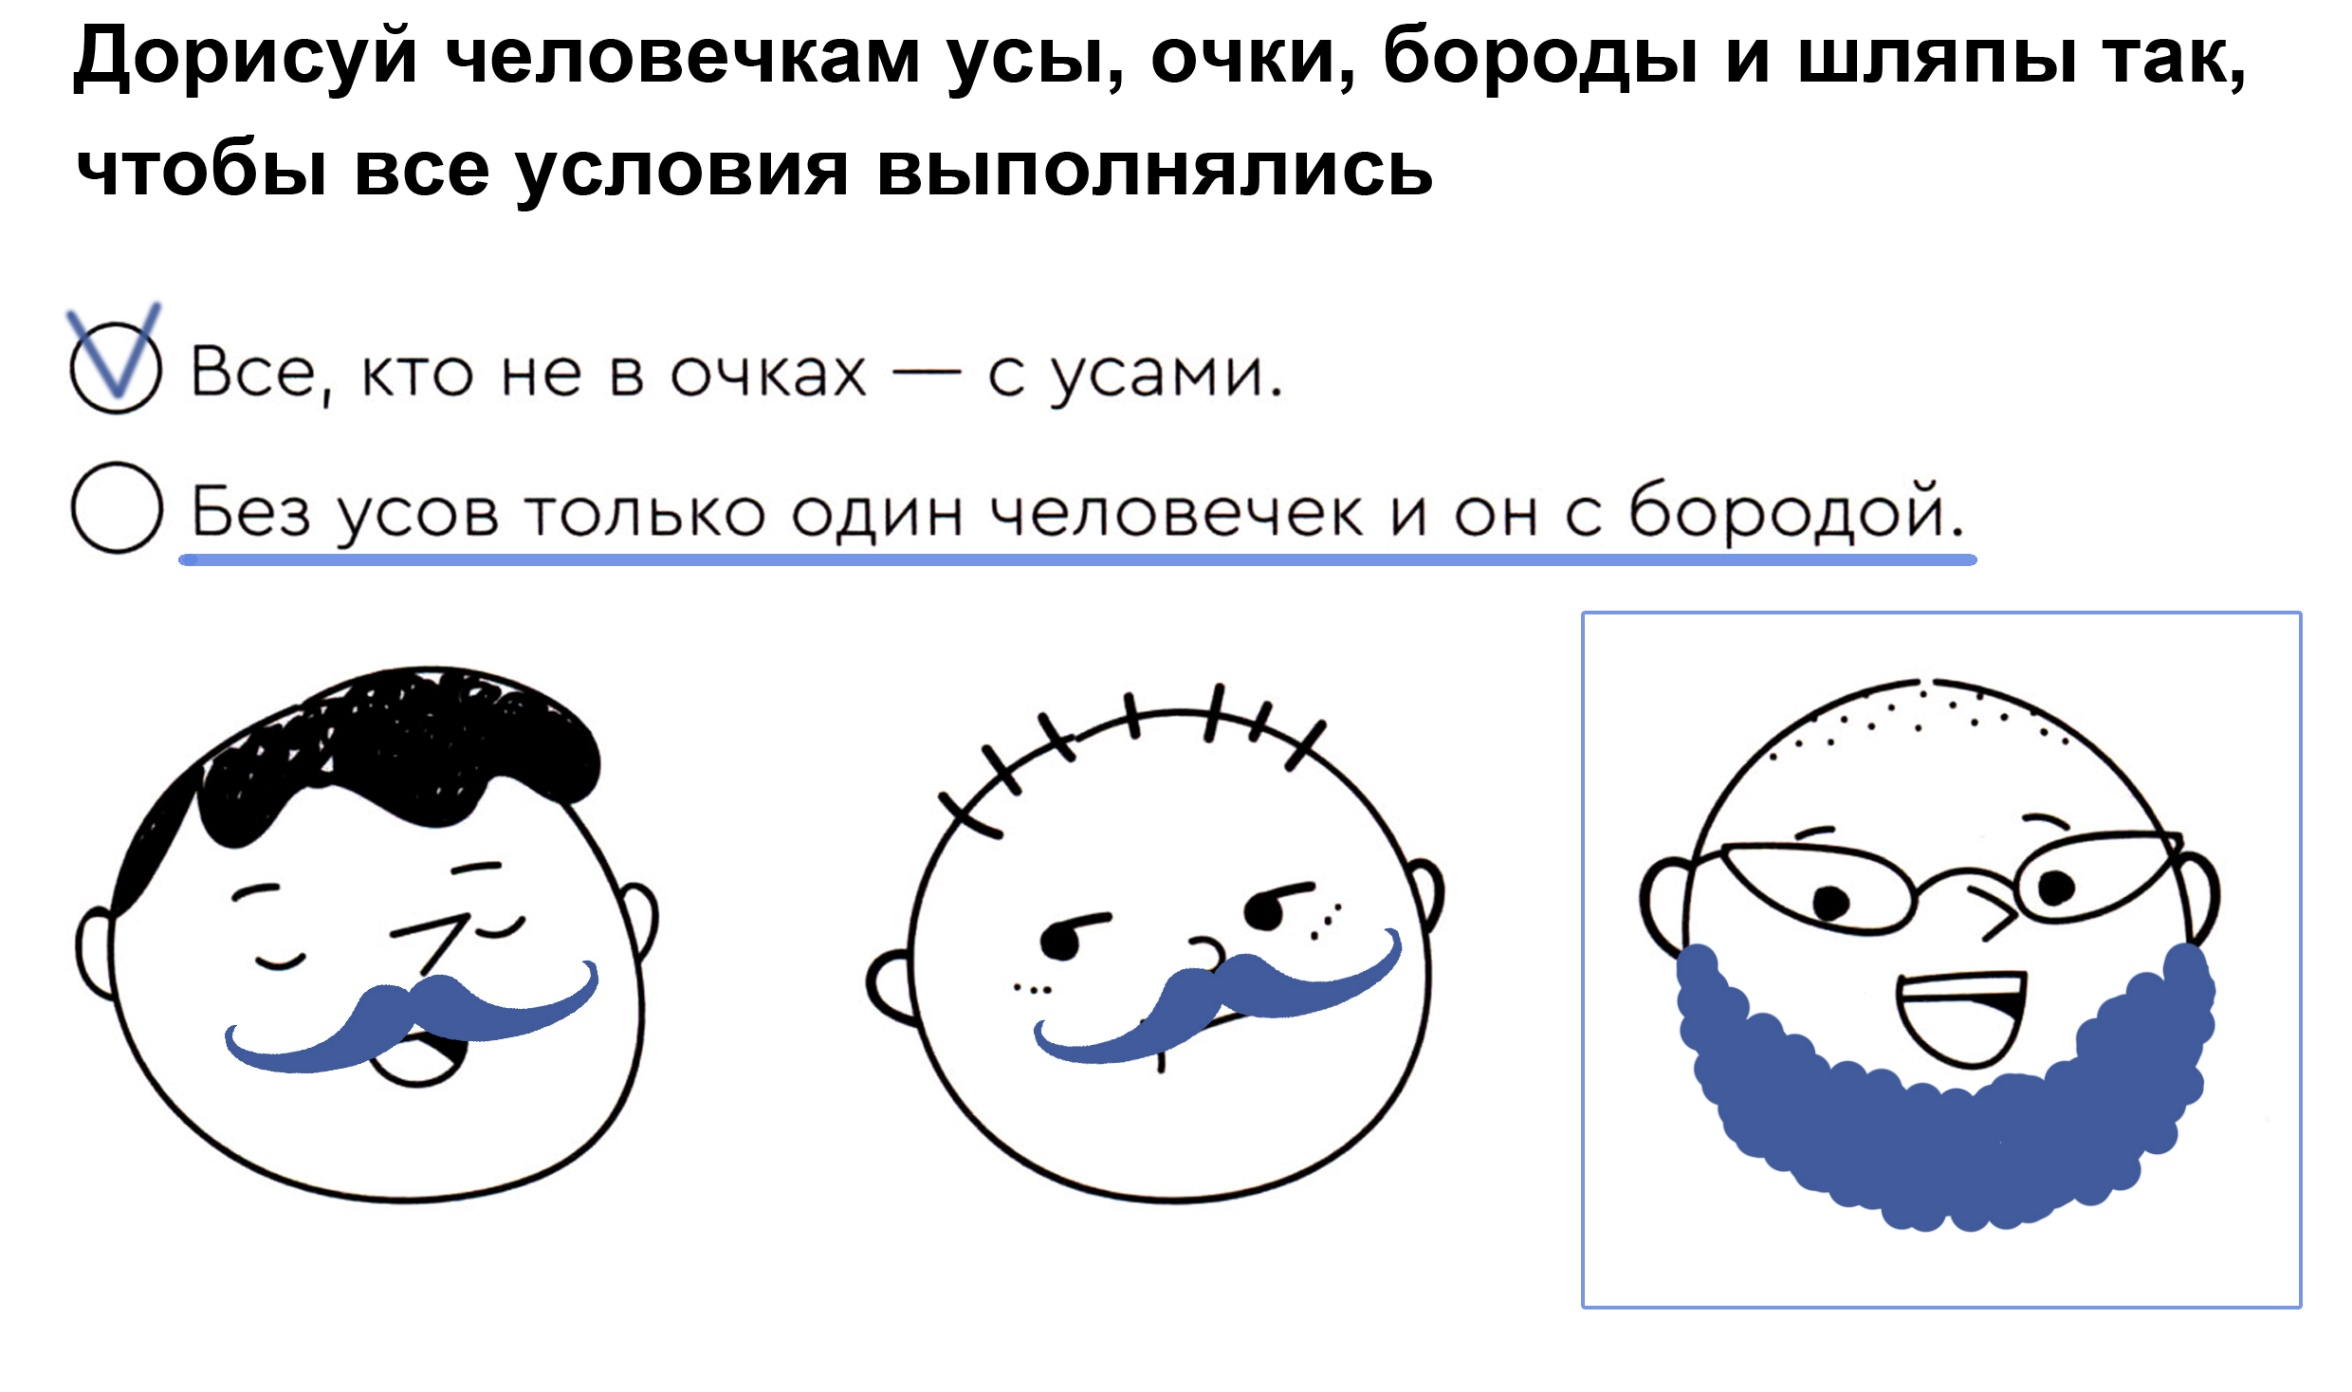 Дорисуй человечкам усы, очки, бороды и шляпы так,
чтобы все условия выполнялись
Все, кто не в очках — с усами.
Без усов только один человечек и он с бородой.